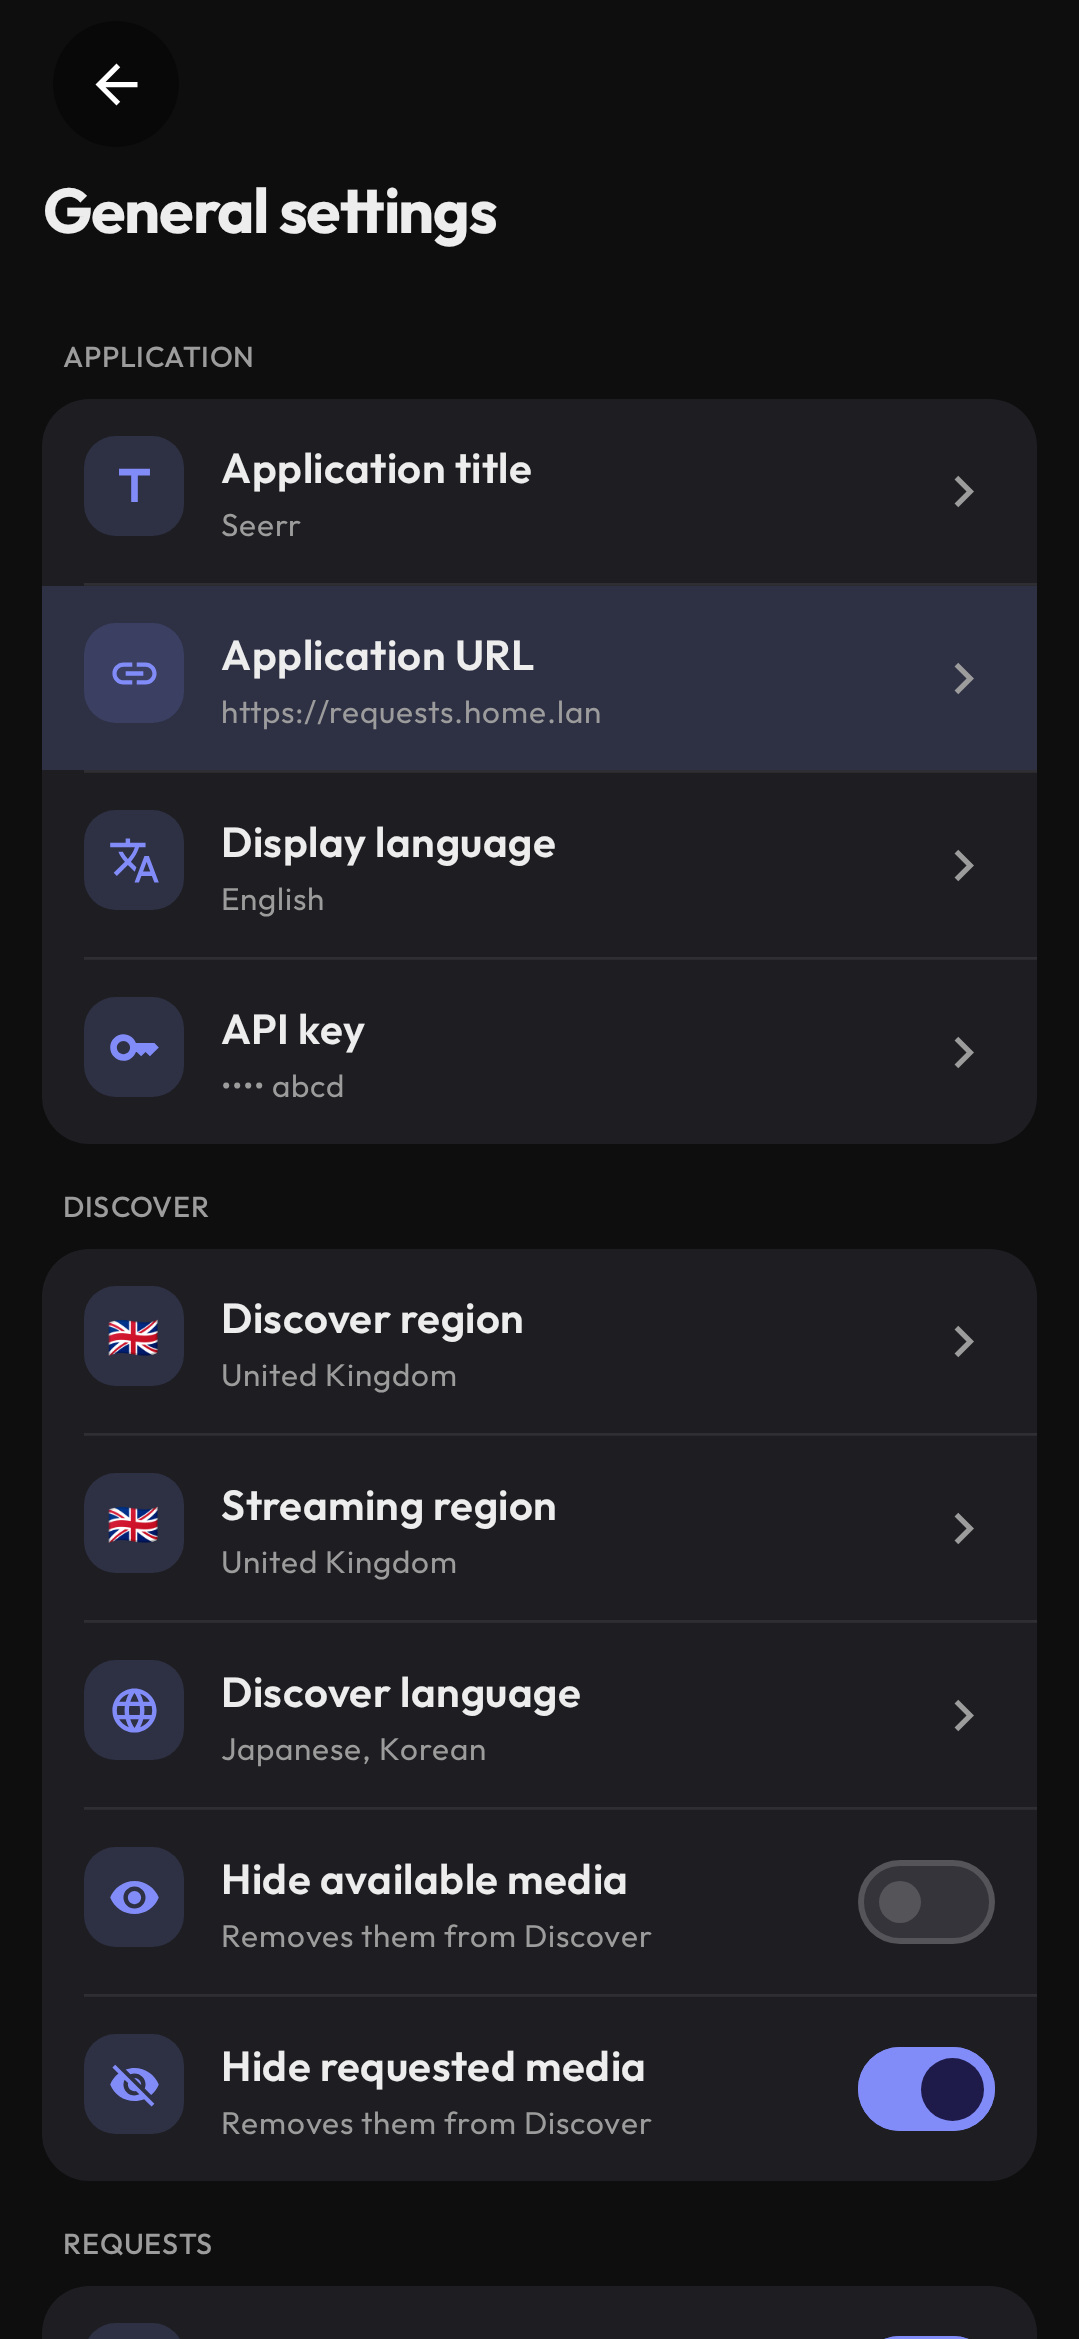 General settings
APPLICATION
Application title
Seerr
Application URL
https://requests.home.lan
Display language
English
API key
•••• abcd
DISCOVER
Discover region
United Kingdom
Streaming region
United Kingdom
Discover language
Japanese, Korean
Hide available media
Removes them from Discover
Hide requested media
Removes them from Discover
REQUESTS